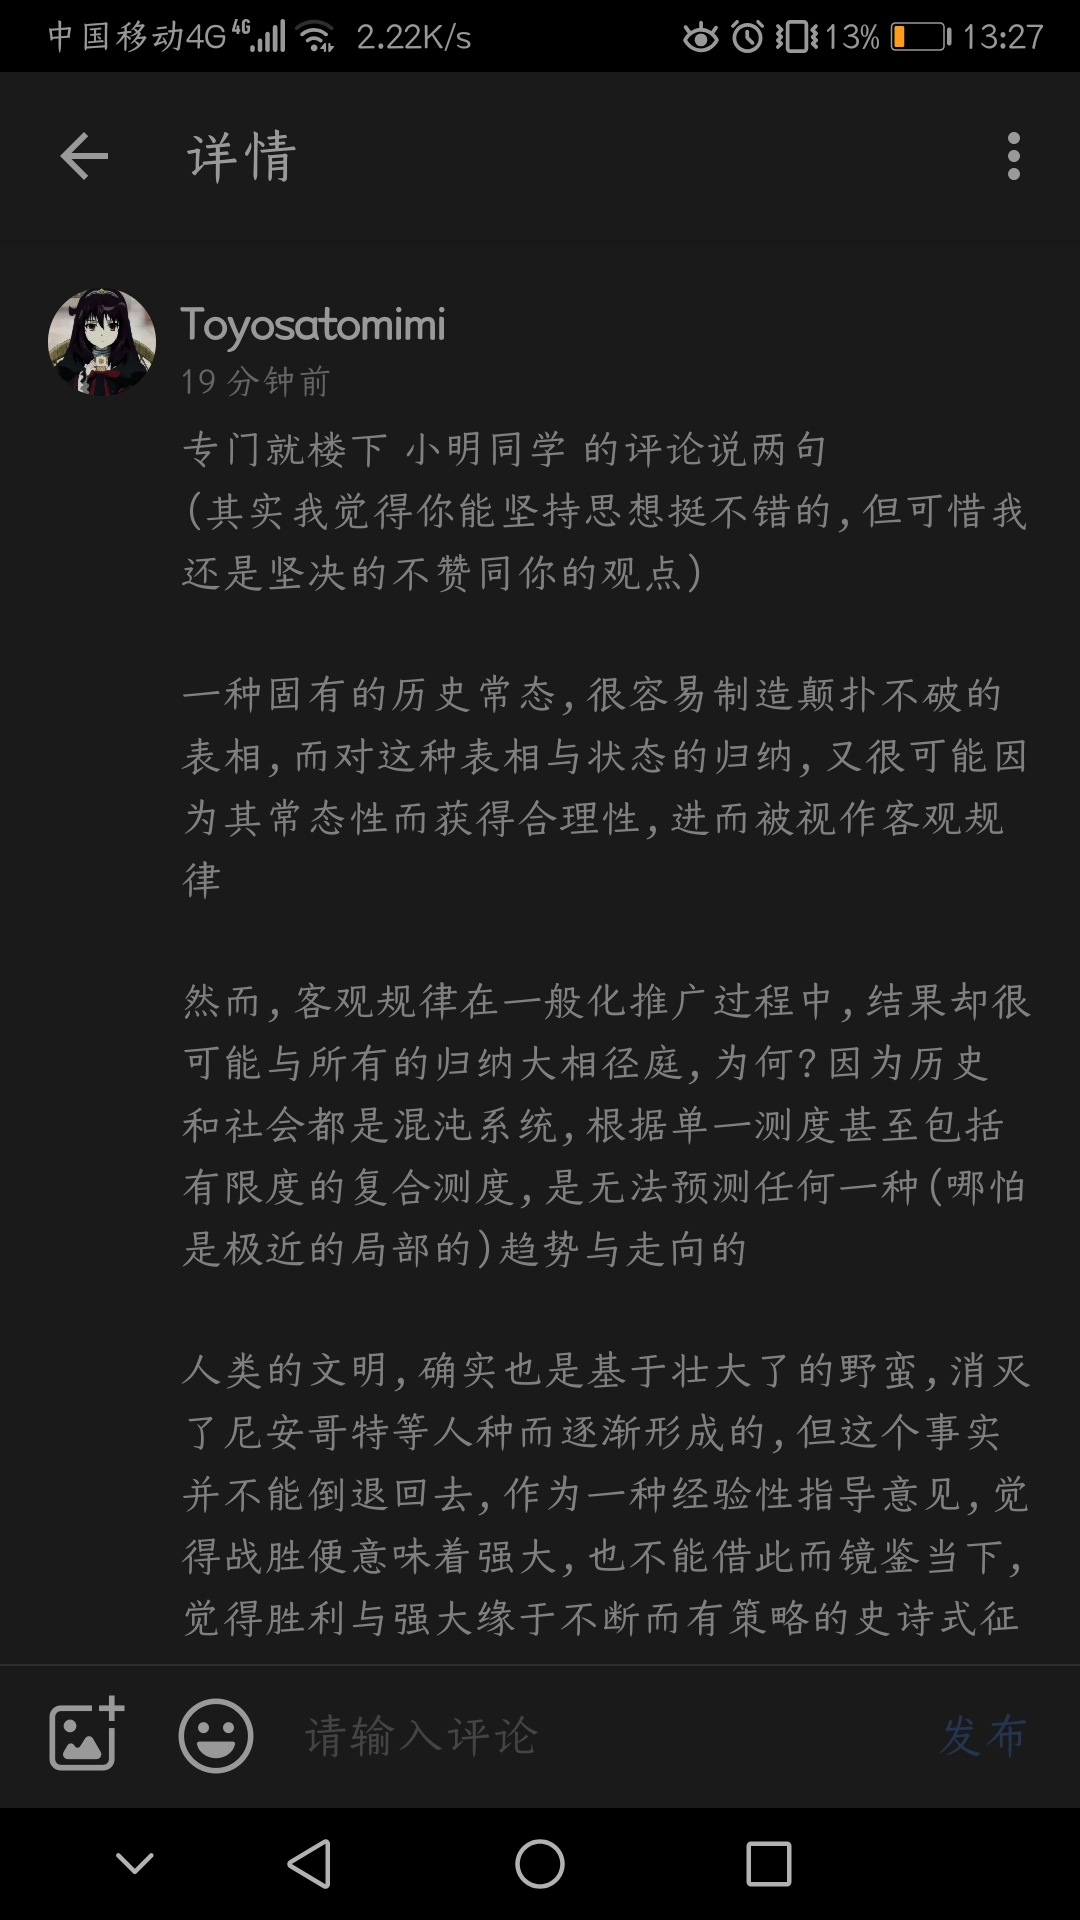 中国移动4G 4G 2.22K/s 13% 13:27
详情
Toyosatomimi
19 分钟前
专门就楼下 小明同学 的评论说两句
(其实我觉得你能坚持思想挺不错的,但可惜我
还是坚决的不赞同你的观点)
一种固有的历史常态,很容易制造颠扑不破的
表相,而对这种表相与状态的归纳,又很可能因
为其常态性而获得合理性,进而被视作客观规
律
然而,客观规律在一般化推广过程中,结果却很
可能与所有的归纳大相径庭,为何?因为历史
和社会都是混沌系统,根据单一测度甚至包括
有限度的复合测度,是无法预测任何一种(哪怕
是极近的局部的)趋势与走向的
人类的文明,确实也是基于壮大了的野蛮,消灭
了尼安哥特等人种而逐渐形成的,但这个事实
并不能倒退回去,作为一种经验性指导意见,觉
得战胜便意味着强大,也不能借此而镜鉴当下,
觉得胜利与强大缘于不断而有策略的史诗式征
请输入评论
发布